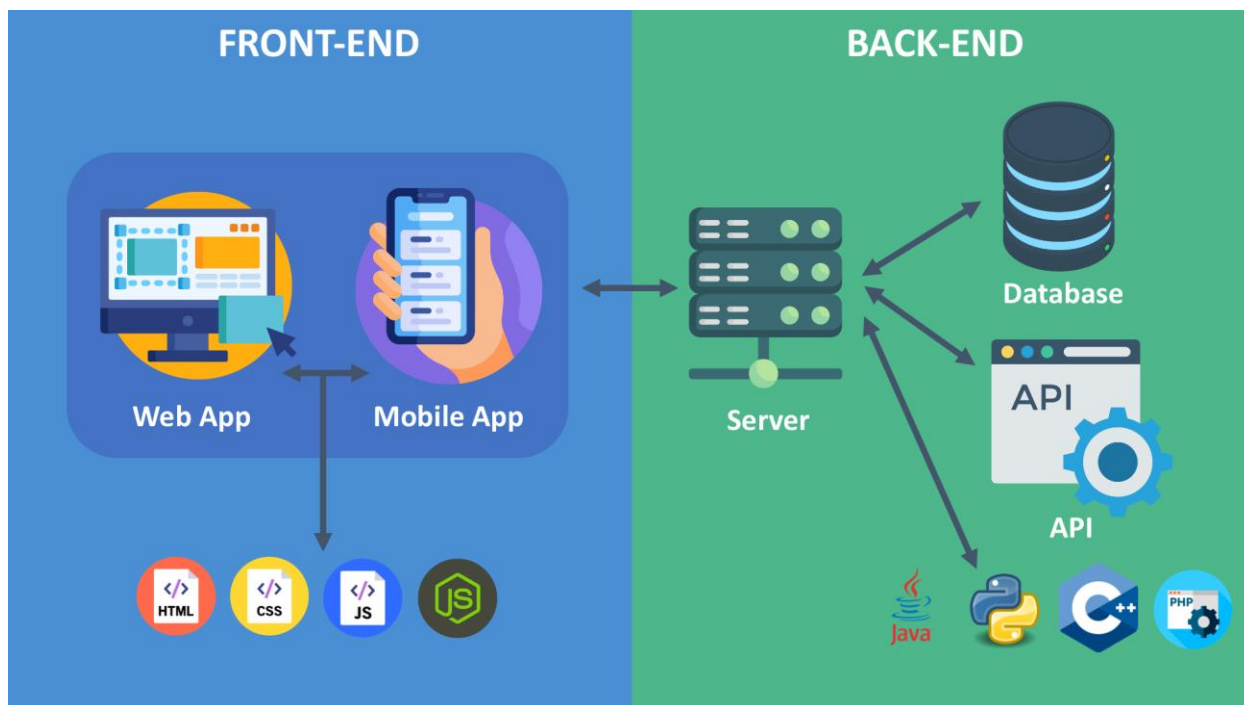 FRONT-END
BACK-END
Web App
Mobile App
Server
Database
API
API
</>
HTML
</>
CSS
</>
JS
JS
Java
C++
PHP